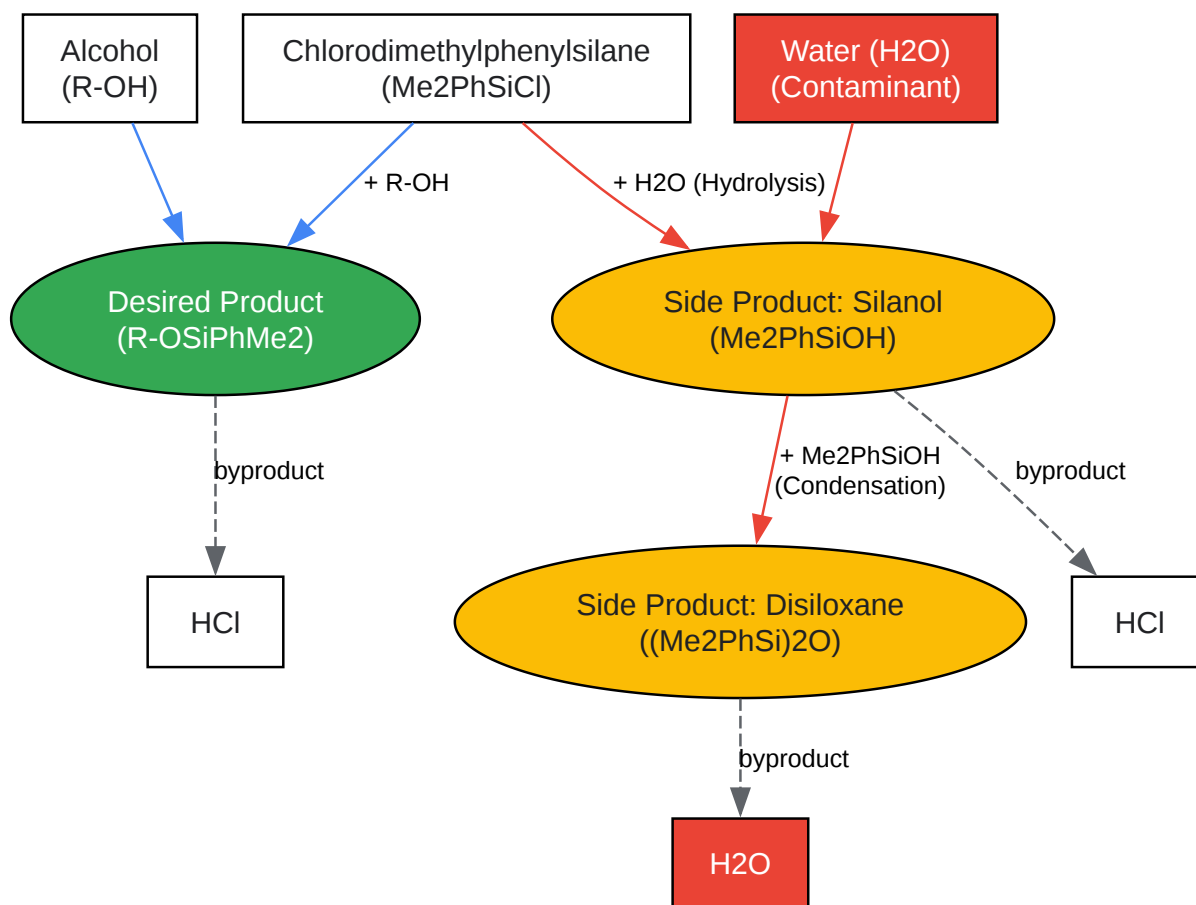 Alcohol
(R-OH)
Chlorodimethylphenylsilane
(Me2PhSiCl)
Water (H2O)
(Contaminant)
+ R-OH
+ H2O (Hydrolysis)
Desired Product
(R-OSiPhMe2)
Side Product: Silanol
(Me2PhSiOH)
byproduct
+ Me2PhSiOH
(Condensation)
byproduct
HCl
Side Product: Disiloxane
((Me2PhSi)2O)
HCl
byproduct
H2O